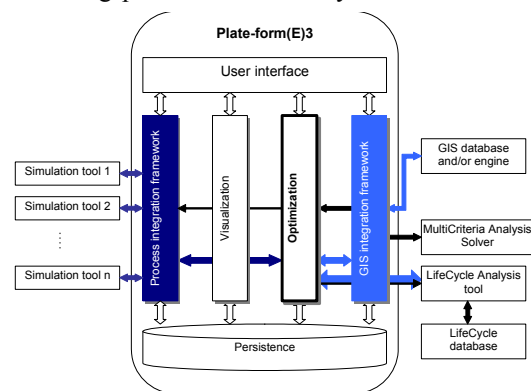 Plate-form(E)3
User interface
Process integration framework
Visualization
Optimization
GIS integration framework
Simulation tool 1
Simulation tool 2
....
Simulation tool n
GIS database
and/or engine
MultiCriteria Analysis
Solver
LifeCycle Analysis
tool
LifeCycle
database
Persistence